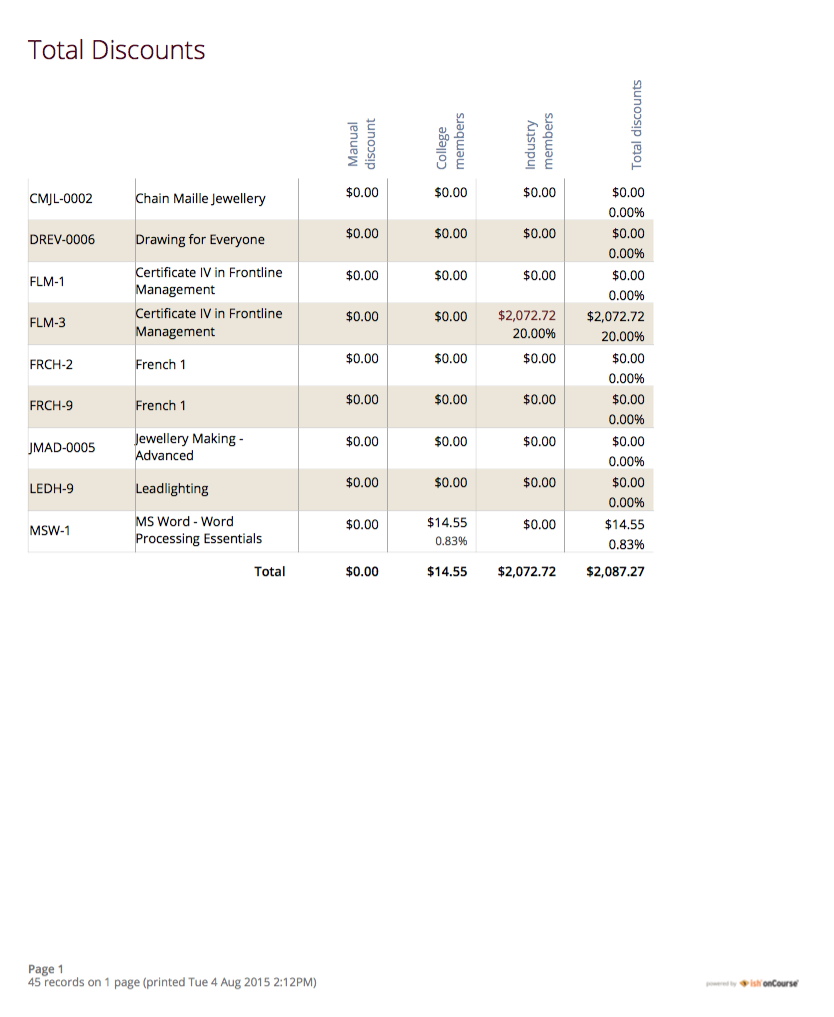 Total Discounts
Manual
discount
College
members
Industry
members
Total discounts
CMJL-0002 Chain Maille Jewellery $0.00 $0.00 $0.00 $0.00
0.00%
DREV-0006 Drawing for Everyone $0.00 $0.00 $0.00 $0.00
0.00%
FLM-1 Certificate IV in Frontline $0.00 $0.00 $0.00 $0.00
Management 0.00%
FLM-3 Certificate IV in Frontline $0.00 $0.00 $2,072.72 $2,072.72
Management 20.00% 20.00%
FRCH-2 French 1 $0.00 $0.00 $0.00 $0.00
0.00%
FRCH-9 French 1 $0.00 $0.00 $0.00 $0.00
0.00%
JMAD-0005 Jewellery Making - $0.00 $0.00 $0.00 $0.00
Advanced 0.00%
LEDH-9 Leadlighting $0.00 $0.00 $0.00 $0.00
0.00%
MSW-1 MS Word - Word $0.00 $14.55 $0.00 $14.55
Processing Essentials 0.83% 0.83%
Total $0.00 $14.55 $2,072.72 $2,087.27
Page 1
45 records on 1 page (printed Tue 4 Aug 2015 2:12PM)
powered by ish onCourse